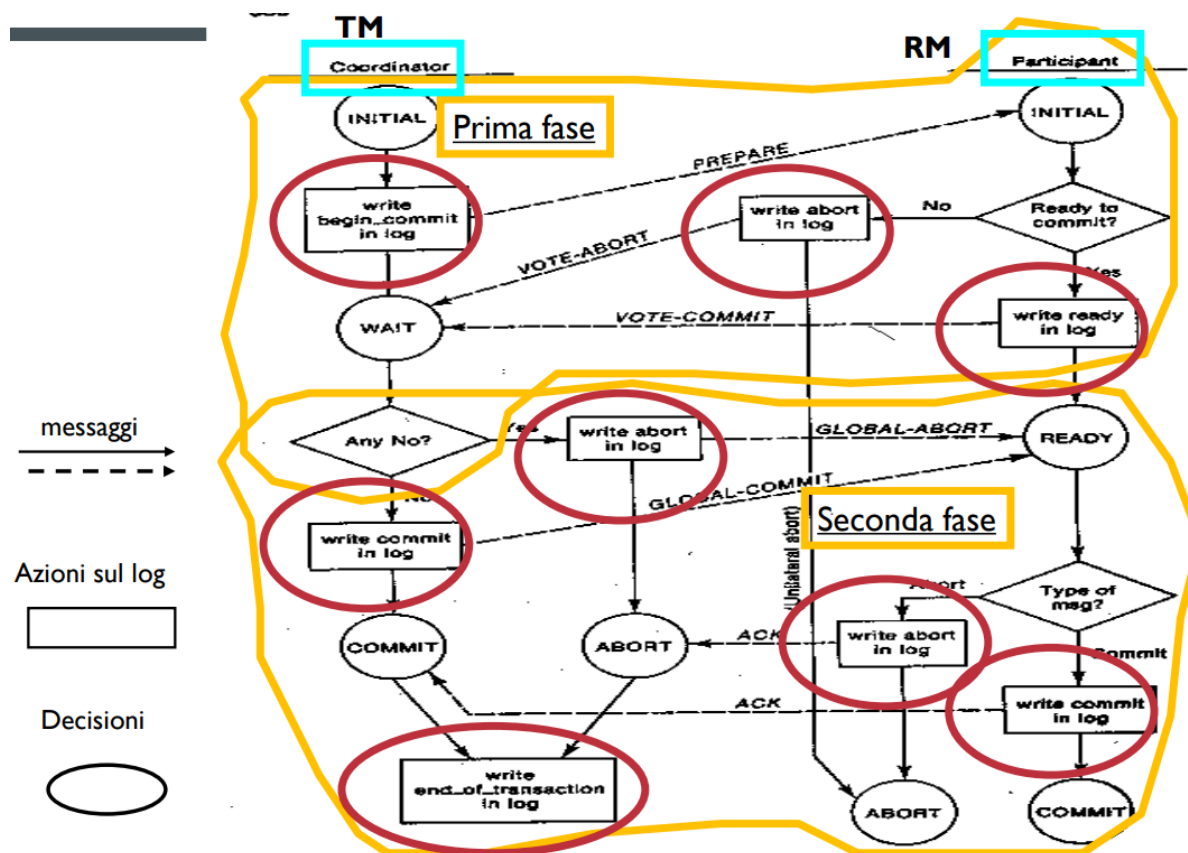 TM
RM
Coordinator
Participant
INITIAL
Prima fase
INITIAL
PREPARE
write
begin_commit
in log
write abort
in log
No
Ready to
commit?
VOTE-ABORT
Yes
WAIT
VOTE-COMMIT
write ready
in log
messaggi
Any No?
Yes
write abort
in log
GLOBAL-ABORT
READY
No
GLOBAL-COMMIT
write commit
in log
(Unilateral abort)
Seconda fase
Azioni sul log
Abort
Type of
msg?
COMMIT
ABORT
ACK
write abort
in log
Commit
Decisioni
ACK
write commit
in log
write
end_of_transaction
in log
ABORT
COMMIT